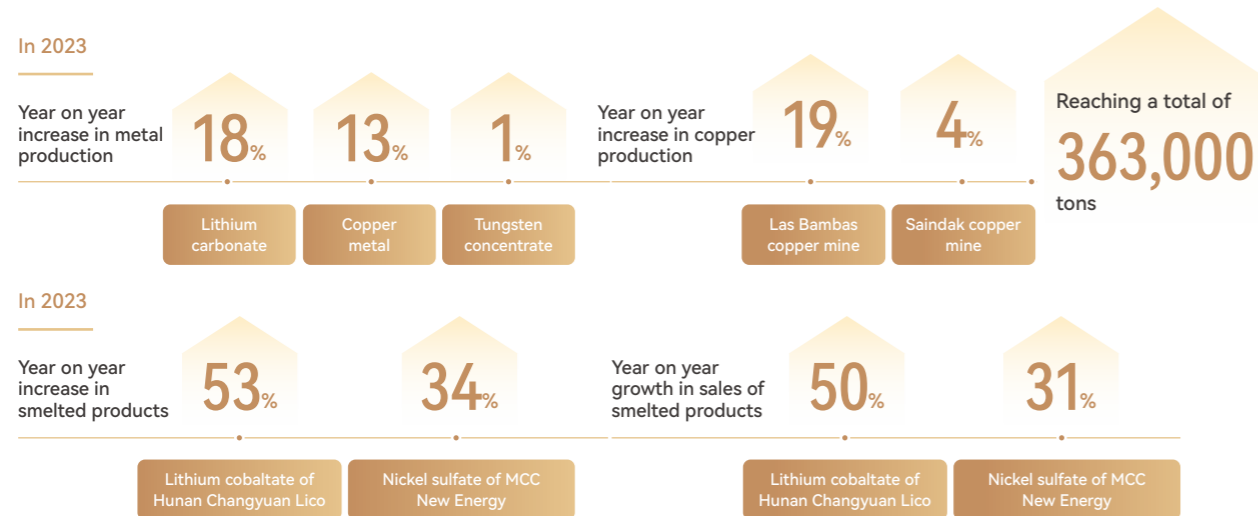 In 2023
Year on year
increase in metal
production
18%
13%
1%
Lithium
carbonate
Copper
metal
Tungsten
concentrate
Year on year
increase in copper
production
19%
4%
Las Bambas
copper mine
Saindak copper
mine
Reaching a total of
363,000
tons
In 2023
Year on year
increase in
smelted products
53%
34%
Lithium cobaltate of
Hunan Changyuan Lico
Nickel sulfate of MCC
New Energy
Year on year
growth in sales of
smelted products
50%
31%
Lithium cobaltate of
Hunan Changyuan Lico
Nickel sulfate of MCC
New Energy